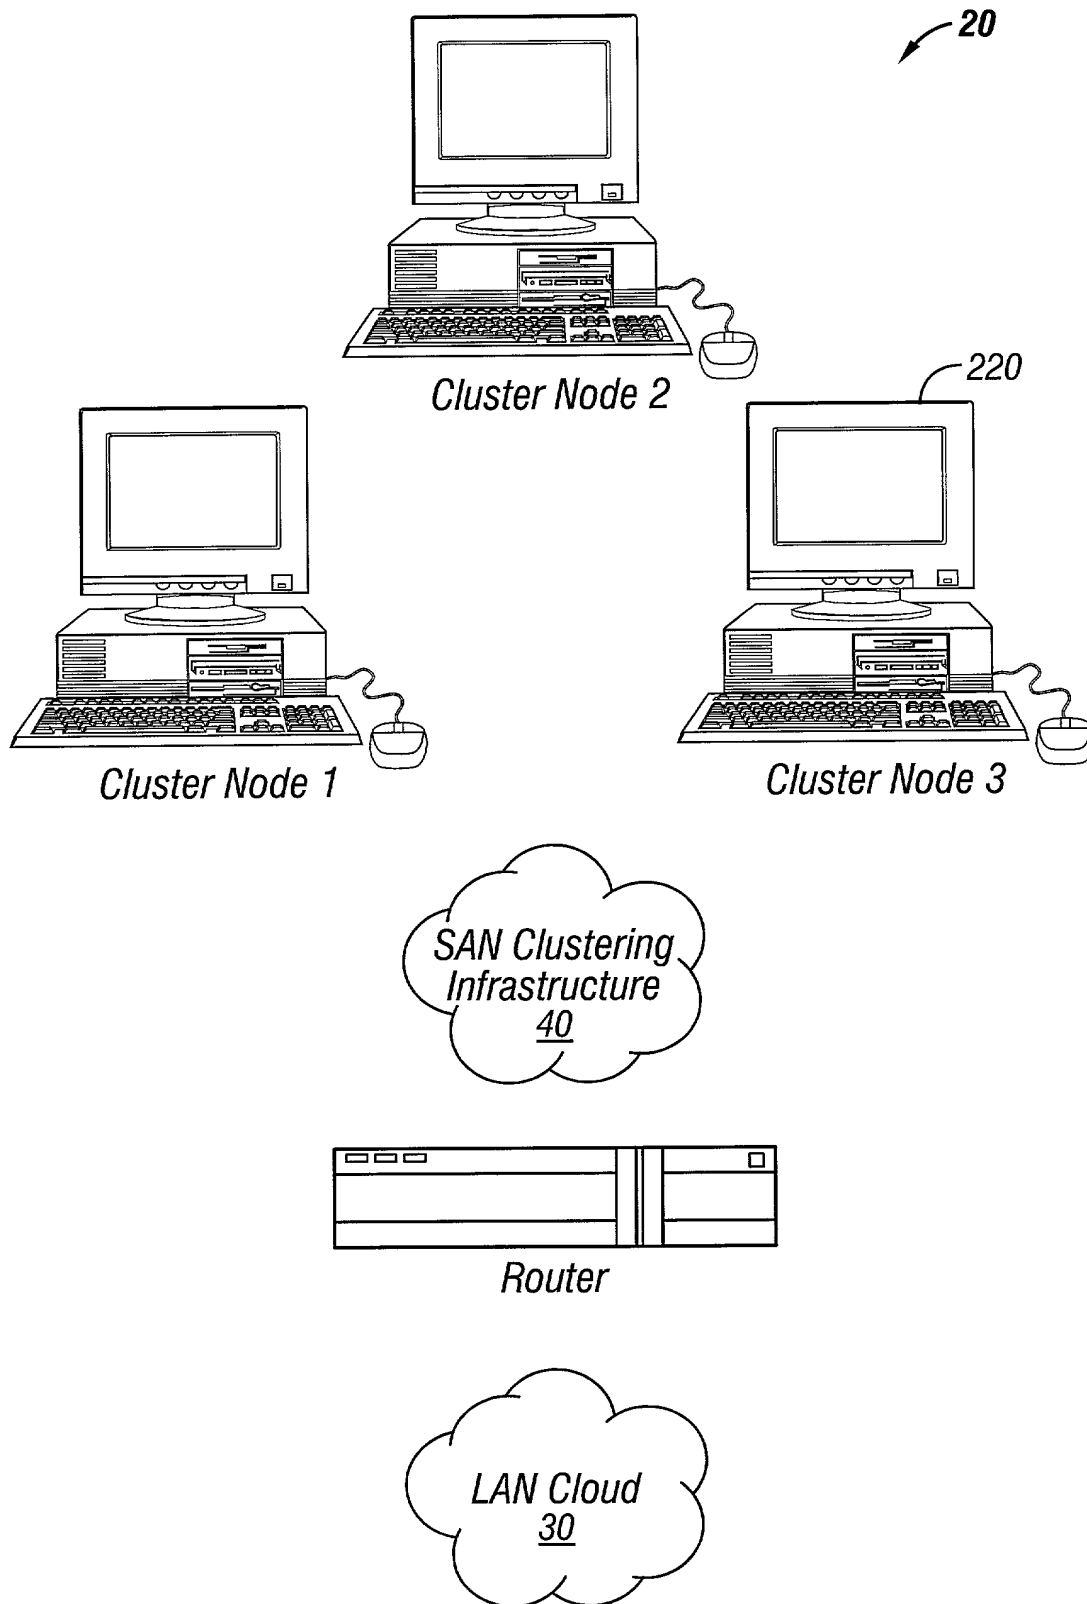 20
Cluster Node 2
220
Cluster Node 1
Cluster Node 3
SAN Clustering
Infrastructure
40
Router
LAN Cloud
30